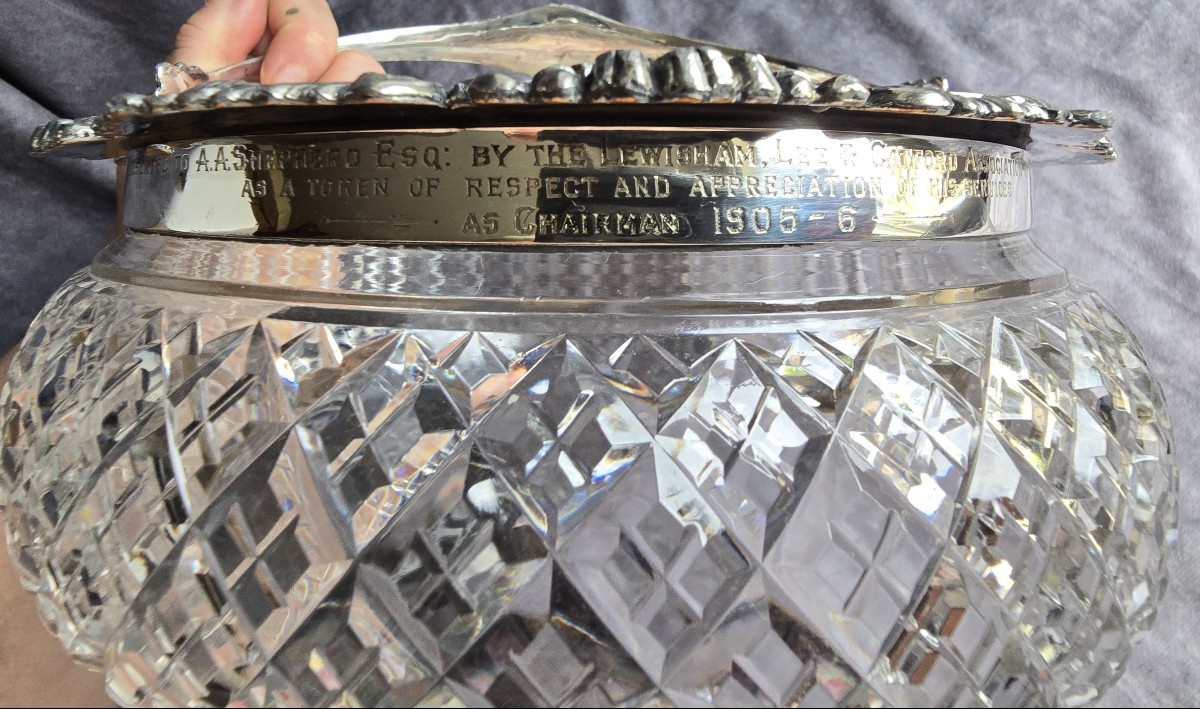 TO A.A. SHEPHERD ESQ: BY THE LEWISHAM, LEE & CATFORD ASSOCIATION
AS A TOKEN OF RESPECT AND APPRECIATION OF HIS SERVICES
AS CHAIRMAN 1905-6